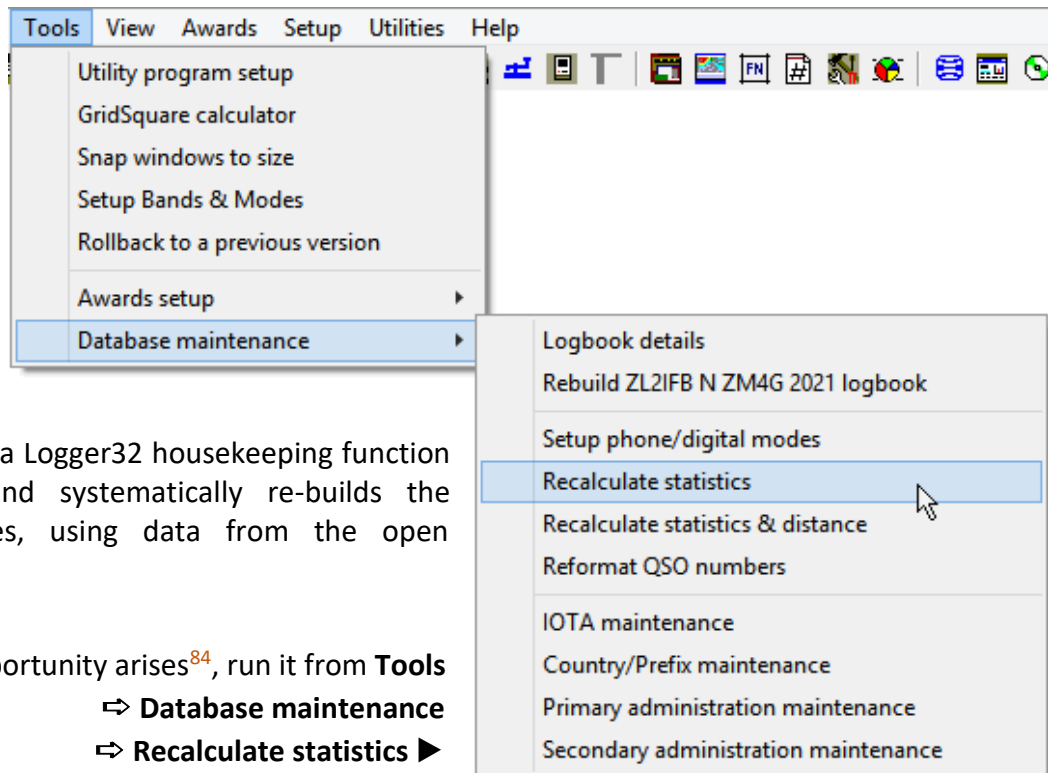 Tools View Awards Setup Utilities Help
FN #
Utility program setup
GridSquare calculator
Snap windows to size
Setup Bands & Modes
Rollback to a previous version
Awards setup
Database maintenance
Logbook details
Rebuild ZL2IFB N ZM4G 2021 logbook
Setup phone/digital modes
Recalculate statistics
Recalculate statistics & distance
Reformat QSO numbers
IOTA maintenance
Country/Prefix maintenance
Primary administration maintenance
Secondary administration maintenance
a Logger32 housekeeping function
systematically re-builds the
using data from the open
arises84, run it from Tools
⇨ Database maintenance
⇨ Recalculate statistics ▶